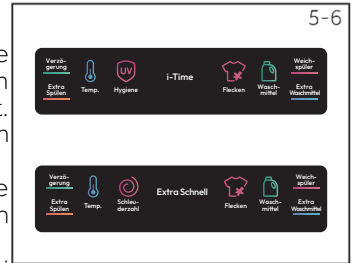 5-6
e
n
t.
n
e
n
.
Verzö-
gerung
Extra
Spülen
Temp.
UV
Hygiene
i-Time
Flecken
Wasch-
mittel
Weich-
spüler
Extra
Waschmittel
Verzö-
gerung
Extra
Spülen
Temp.
Schleu-
derzahl
Extra Schnell
Flecken
Wasch-
mittel
Weich-
spüler
Extra
Waschmittel